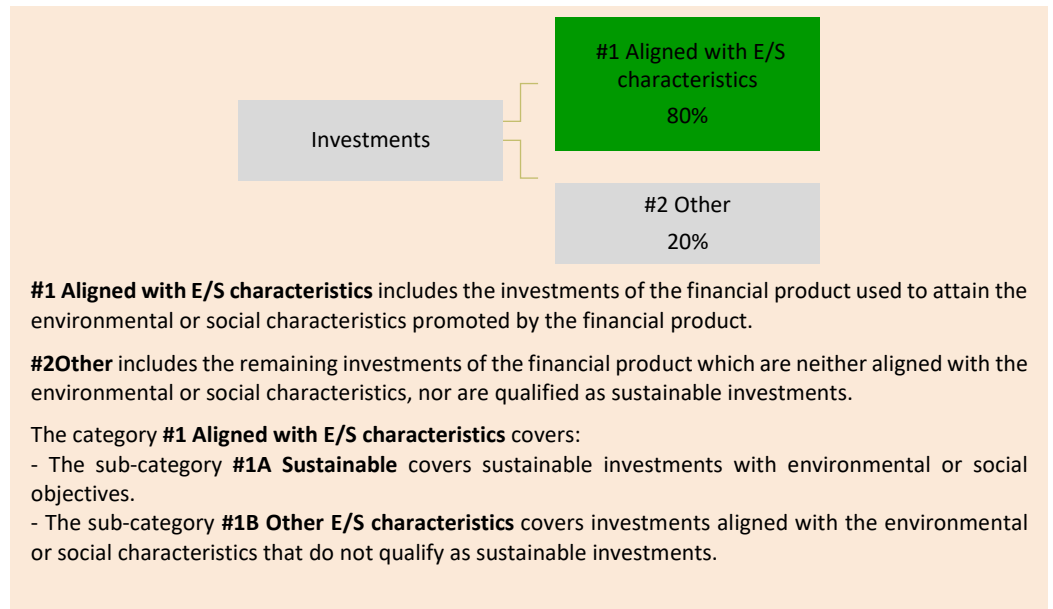 #1 Aligned with E/S
characteristics
80%
Investments
#2 Other
20%
#1 Aligned with E/S characteristics includes the investments of the financial product used to attain the
environmental or social characteristics promoted by the financial product.
#2Other includes the remaining investments of the financial product which are neither aligned with the
environmental or social characteristics, nor are qualified as sustainable investments.
The category #1 Aligned with E/S characteristics covers:
- The sub-category #1A Sustainable covers sustainable investments with environmental or social
objectives.
- The sub-category #1B Other E/S characteristics covers investments aligned with the environmental
or social characteristics that do not qualify as sustainable investments.